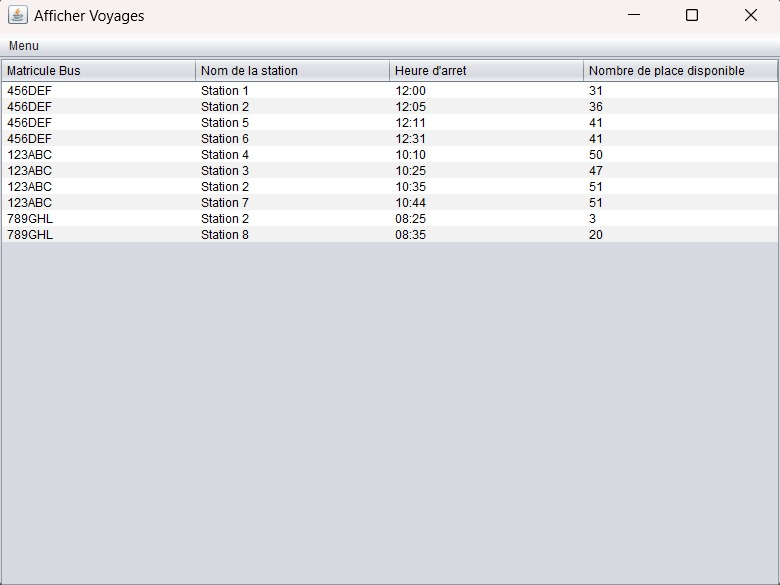 Afficher Voyages
Menu
Matricule Bus Nom de la station Heure d'arret Nombre de place disponible
456DEF Station 1 12:00 31
456DEF Station 2 12:05 36
456DEF Station 5 12:11 41
456DEF Station 6 12:31 41
123ABC Station 4 10:10 50
123ABC Station 3 10:25 47
123ABC Station 2 10:35 51
123ABC Station 7 10:44 51
789GHL Station 2 08:25 3
789GHL Station 8 08:35 20